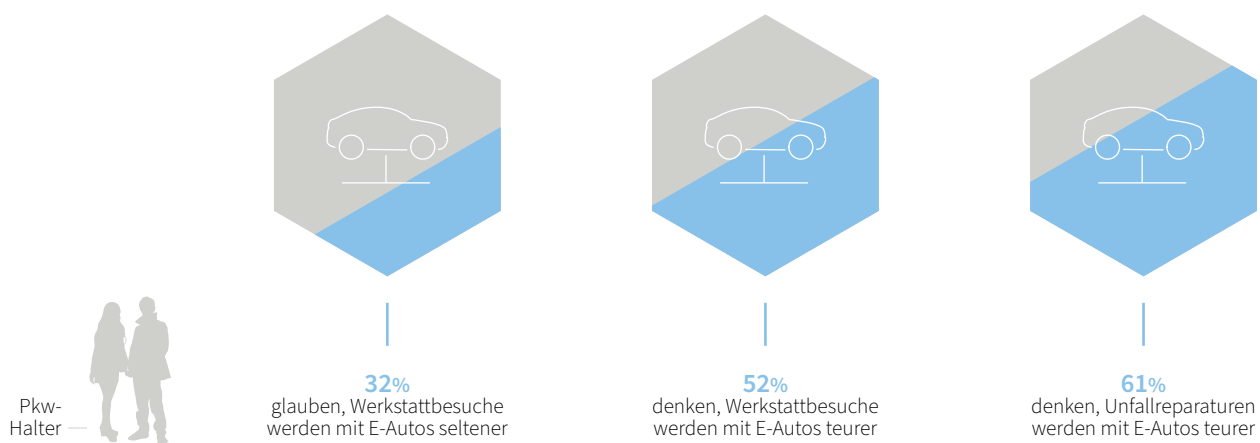 Pkw-
Halter
32%
glauben, Werkstattbesuche
werden mit E-Autos seltener
52%
denken, Werkstattbesuche
werden mit E-Autos teurer
61%
denken, Unfallreparaturen
werden mit E-Autos teurer